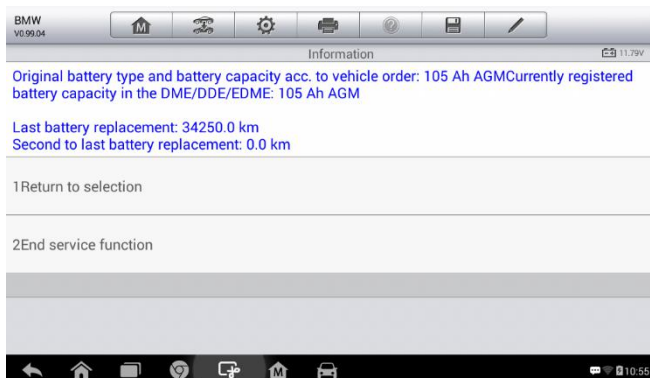 BMW
V0.99.04
Information
11.79V
Original battery type and battery capacity acc. to vehicle order: 105 Ah AGMCurrently registered
battery capacity in the DME/DDE/EDME: 105 Ah AGM
Last battery replacement: 34250.0 km
Second to last battery replacement: 0.0 km
1Return to selection
2End service function
10:55